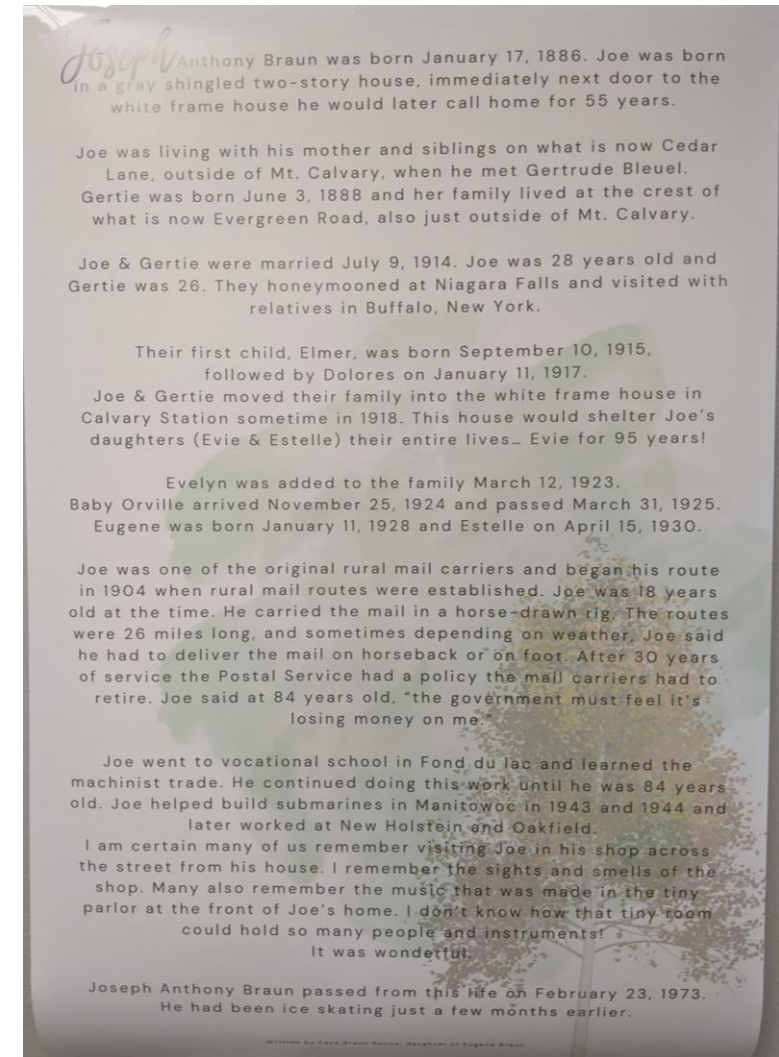 Joseph Anthony Braun was born January 17, 1886. Joe was born
in a gray shingled two-story house, immediately next door to the
white frame house he would later call home for 55 years.
Joe was living with his mother and siblings on what is now Cedar
Lane, outside of Mt. Calvary, when he met Gertrude Bleuel.
Gertie was born June 3, 1888 and her family lived at the crest of
what is now Evergreen Road, also just outside of Mt. Calvary.
Joe & Gertie were married July 9, 1914. Joe was 28 years old and
Gertie was 26. They honeymooned at Niagara Falls and visited with
relatives in Buffalo, New York.
Their first child, Elmer, was born September 10, 1915,
followed by Dolores on January 11, 1917.
Joe & Gertie moved their family into the white frame house in
Calvary Station sometime in 1918. This house would shelter Joe's
daughters (Evie & Estelle) their entire lives… Evie for 95 years!
Evelyn was added to the family March 12, 1923.
Baby Orville arrived November 25, 1924 and passed March 31, 1925.
Eugene was born January 11, 1928 and Estelle on April 15, 1930.
Joe was one of the original rural mail carriers and began his route
in 1904 when rural mail routes were established. Joe was 18 years
old at the time. He carried the mail in a horse-drawn rig. The routes
were 26 miles long, and sometimes depending on weather, Joe said
he had to deliver the mail on horseback or on foot. After 30 years
of service the Postal Service had a policy the mail carriers had to
retire. Joe said at 84 years old, "the government must feel it's
losing money on me."
Joe went to vocational school in Fond du lac and learned the
machinist trade. He continued doing this work until he was 84 years
old. Joe helped build submarines in Manitowoc in 1943 and 1944 and
later worked at New Holstein and Oakfield.
I am certain many of us remember visiting Joe in his shop across
the street from his house. I remember the sights and smells of the
shop. Many also remember the music that was made in the tiny
parlor at the front of Joe's home. I don't know how that tiny room
could hold so many people and instruments!
It was wonderful.
Joseph Anthony Braun passed from this life on February 23, 1973.
He had been ice skating just a few months earlier.
Written by Faye Braun daughter of Eugene Braun